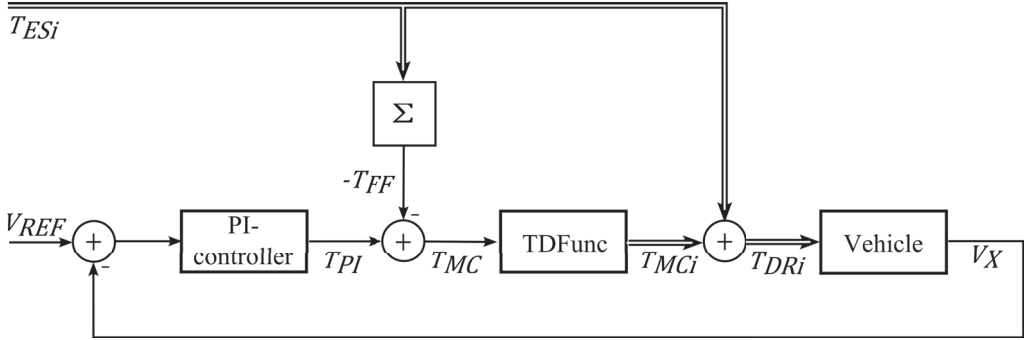 T_ESi
Σ
-T_FF
-
V_REF
+
-
PI-
controller
T_PI
+
T_MC
TDFunc
T_MCi
+
T_DRi
Vehicle
V_X